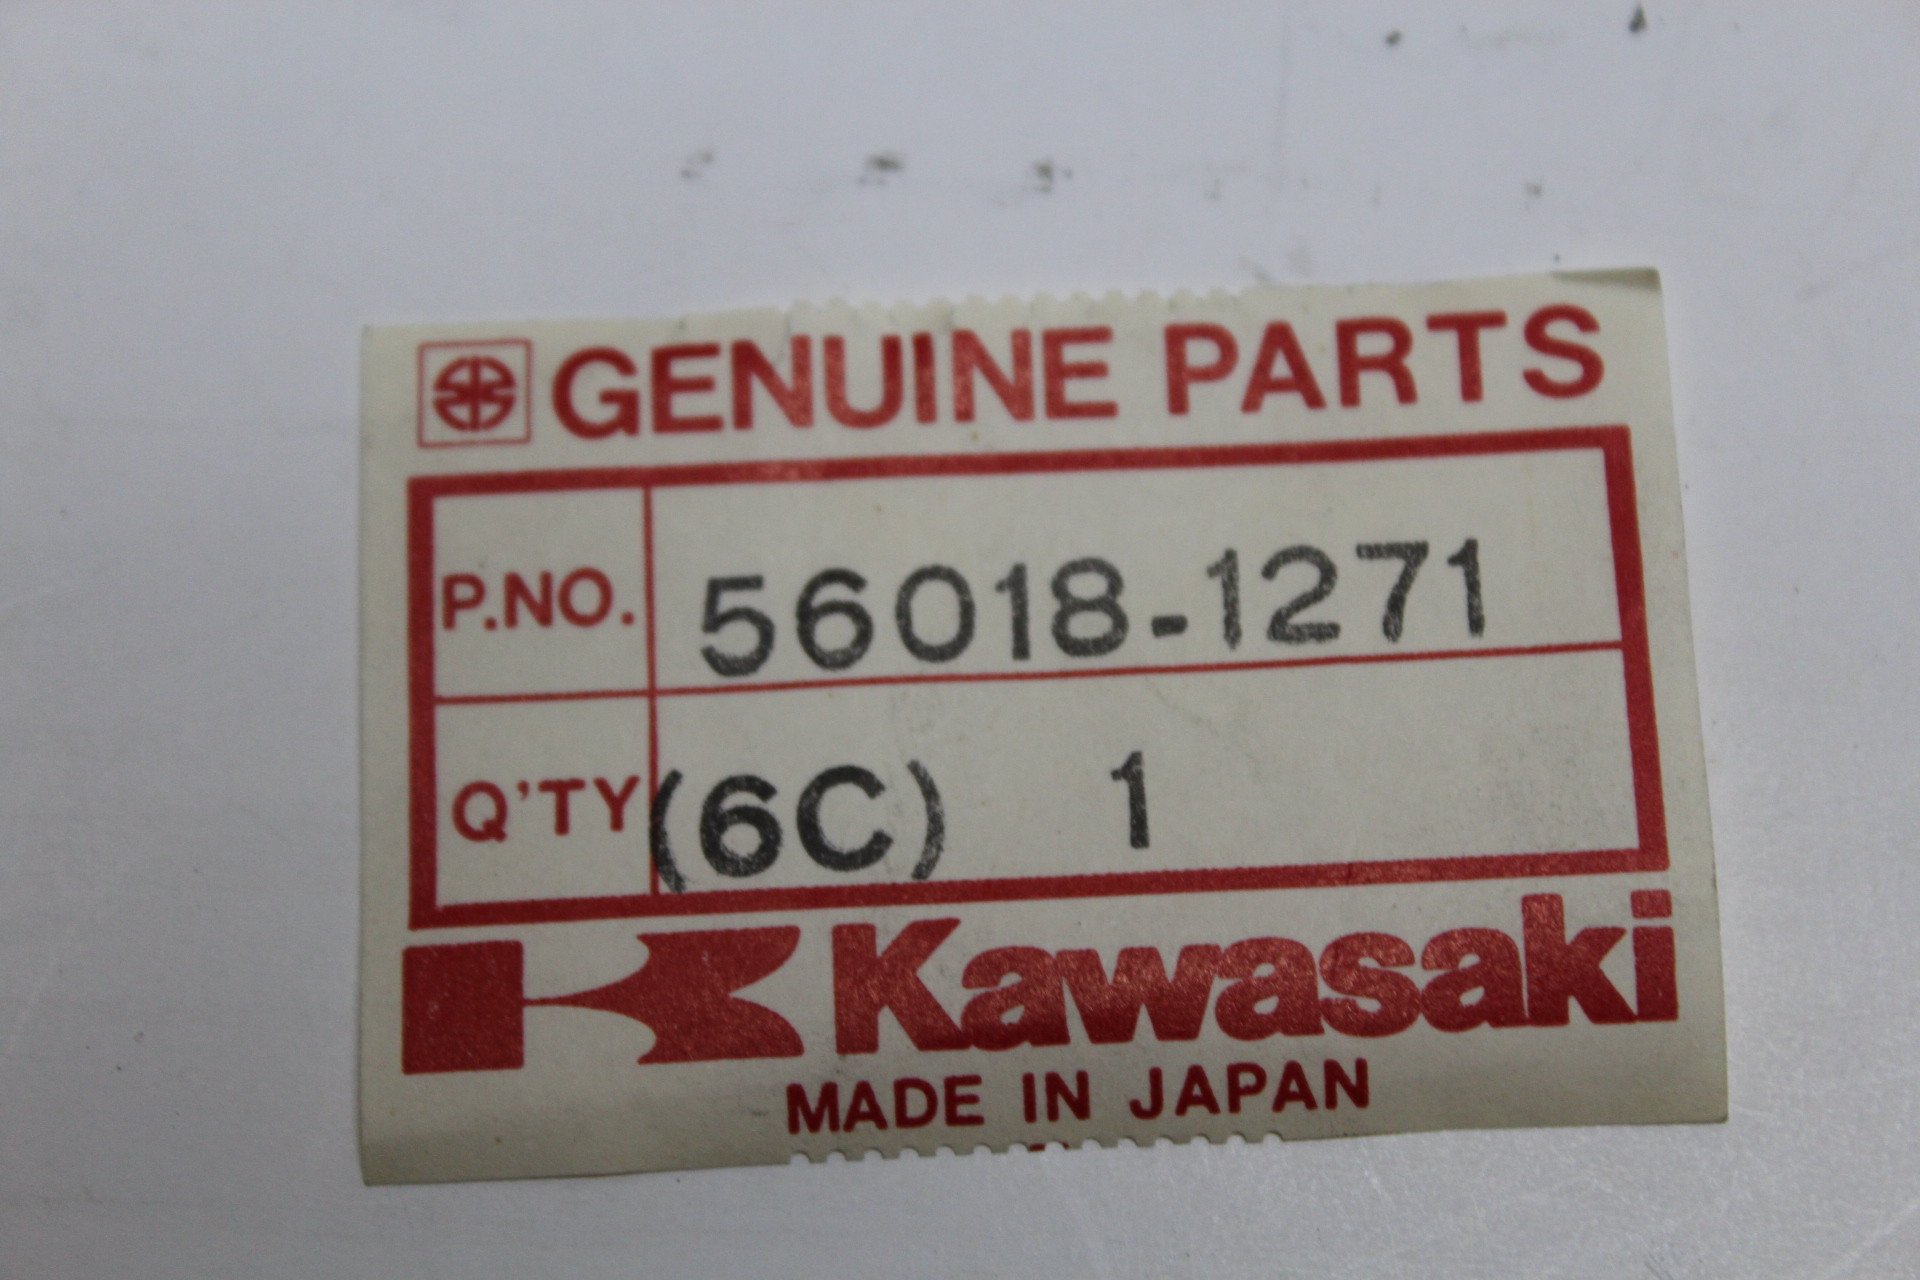 GENUINE PARTS
P.NO. 56018-1271
Q'TY (6C) 1
Kawasaki
MADE IN JAPAN